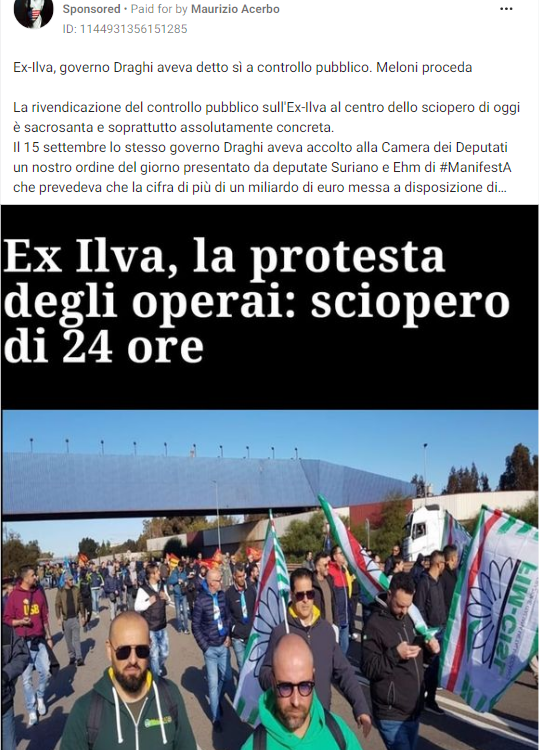 Sponsored • Paid for by Maurizio Acerbo
ID: 1144931356151285
Ex-Ilva, governo Draghi aveva detto sì a controllo pubblico. Meloni proceda
La rivendicazione del controllo pubblico sull'Ex-Ilva al centro dello sciopero di oggi
è sacrosanta e soprattutto assolutamente concreta.
Il 15 settembre lo stesso governo Draghi aveva accolto alla Camera dei Deputati
un nostro ordine del giorno presentato da deputate Suriano e Ehm di #ManifestA
che prevedeva che la cifra di più di un miliardo di euro messa a disposizione di...
Ex Ilva, la protesta
degli operai: sciopero
di 24 ore
USB
FIM-CISL